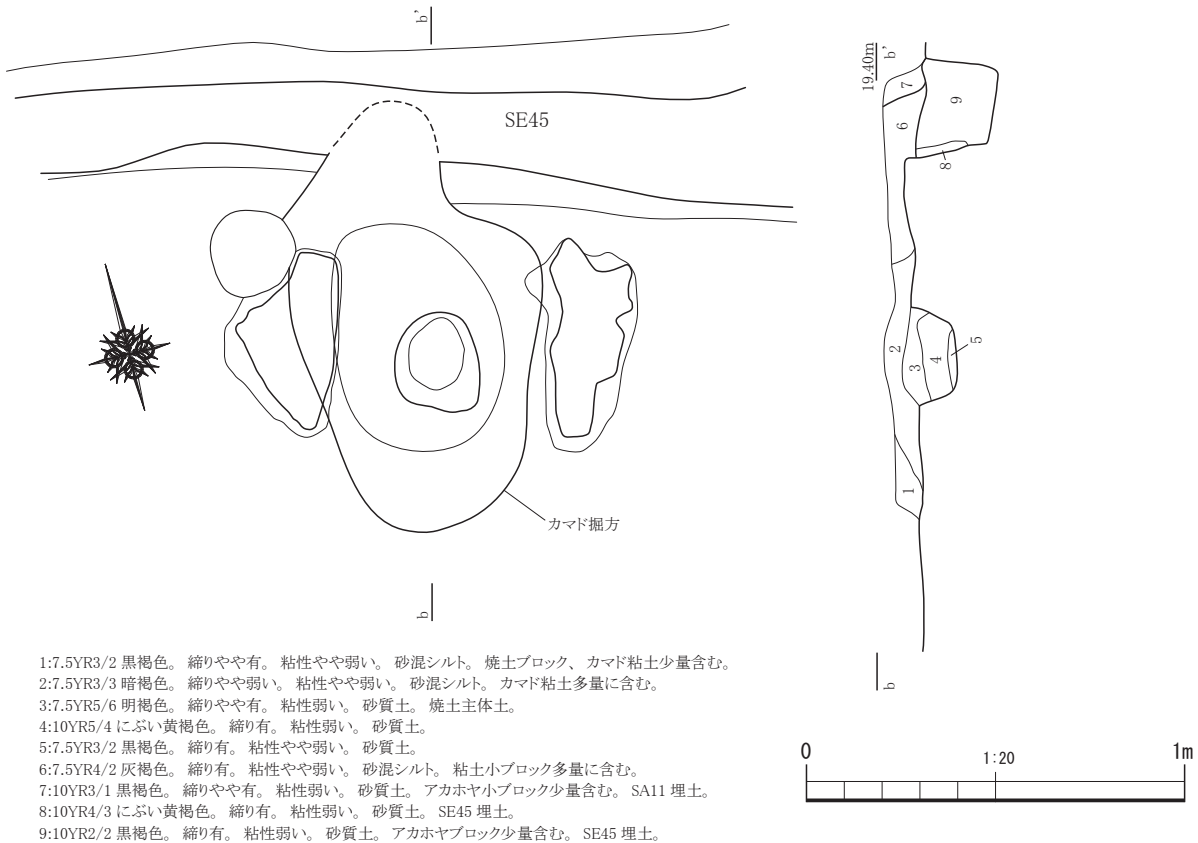 b'
SE45
カマド掘方
b
19.40m
b'
7
6
9
8
2
3
4
5
1
b
1:7.5YR3/2 黒褐色。 締りやや有。 粘性やや弱い。 砂混シルト。 焼土ブロック、 カマド粘土少量含む。
2:7.5YR3/3 暗褐色。 締りやや弱い。 粘性やや弱い。 砂混シルト。 カマド粘土多量に含む。
3:7.5YR5/6 明褐色。 締りやや有。 粘性弱い。 砂質土。 焼土主体土。
4:10YR5/4 にぶい黄褐色。 締り有。 粘性弱い。 砂質土。
5:7.5YR3/2 黒褐色。 締り有。 粘性やや弱い。 砂質土。
6:7.5YR4/2 灰褐色。 締り有。 粘性やや弱い。 砂混シルト。 粘土小ブロック多量に含む。
7:10YR3/1 黒褐色。 締りやや有。 粘性弱い。 砂質土。 アカホヤ小ブロック少量含む。 SA11 埋土。
8:10YR4/3 にぶい黄褐色。 締り有。 粘性弱い。 砂質土。 SE45 埋土。
9:10YR2/2 黒褐色。 締り有。 粘性弱い。 砂質土。 アカホヤブロック少量含む。 SE45 埋土。
0 1:20 1m